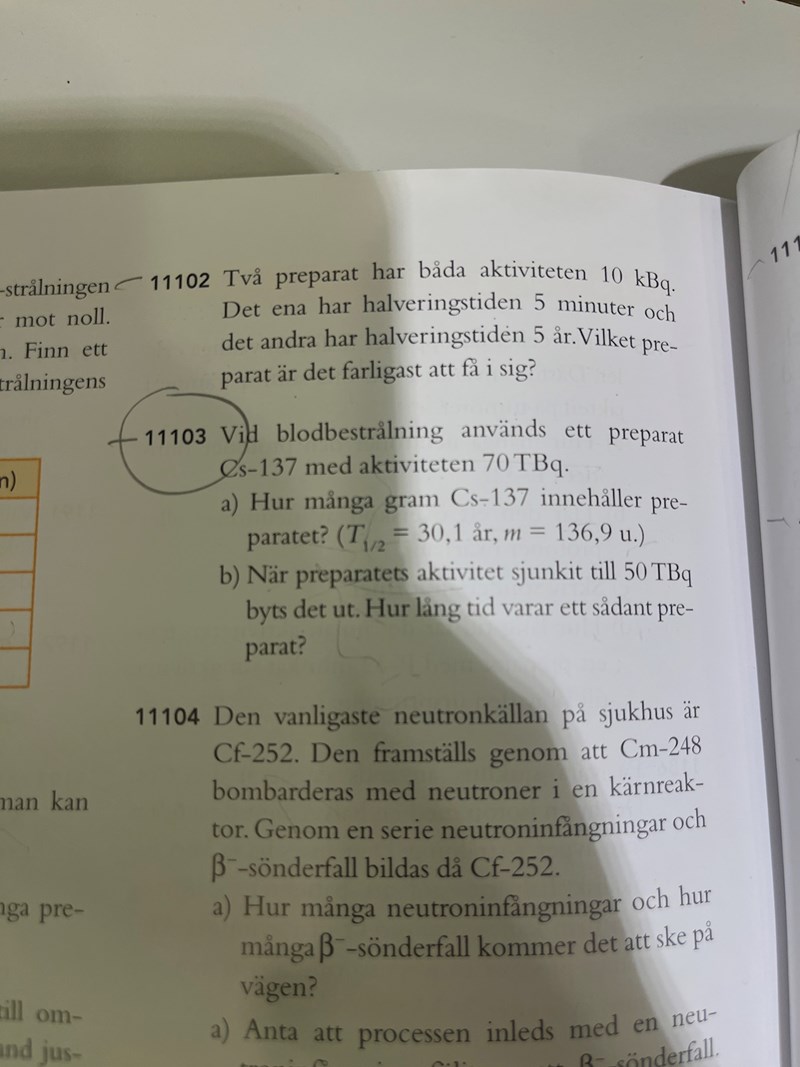 -strålningen
mot noll.
Finn ett
trålningens
n)
man kan
nga pre-
till om-
and jus-
11102 Två preparat har båda aktiviteten 10 kBq.
Det ena har halveringstiden 5 minuter och
det andra har halveringstiden 5 år. Vilket pre-
parat är det farligast att få i sig?
11103 Vid blodbestrålning används ett preparat
Cs-137 med aktiviteten 70 TBq.
a) Hur många gram Cs-137 innehåller pre-
paratet? (T1/2 = 30,1 år, m = 136,9 u.)
b) När preparatets aktivitet sjunkit till 50 TBq
byts det ut. Hur lång tid varar ett sådant pre-
parat?
11104 Den vanligaste neutronkällan på sjukhus är
Cf-252. Den framställs genom att Cm-248
bombarderas med neutroner i en kärnreak-
tor. Genom en serie neutroninfångningar och
β⁻-sönderfall bildas då Cf-252.
a) Hur många neutroninfångningar och hur
många β⁻-sönderfall kommer det att ske på
vägen?
a) Anta att processen inleds med en neu-
β⁻-sönderfall.
111